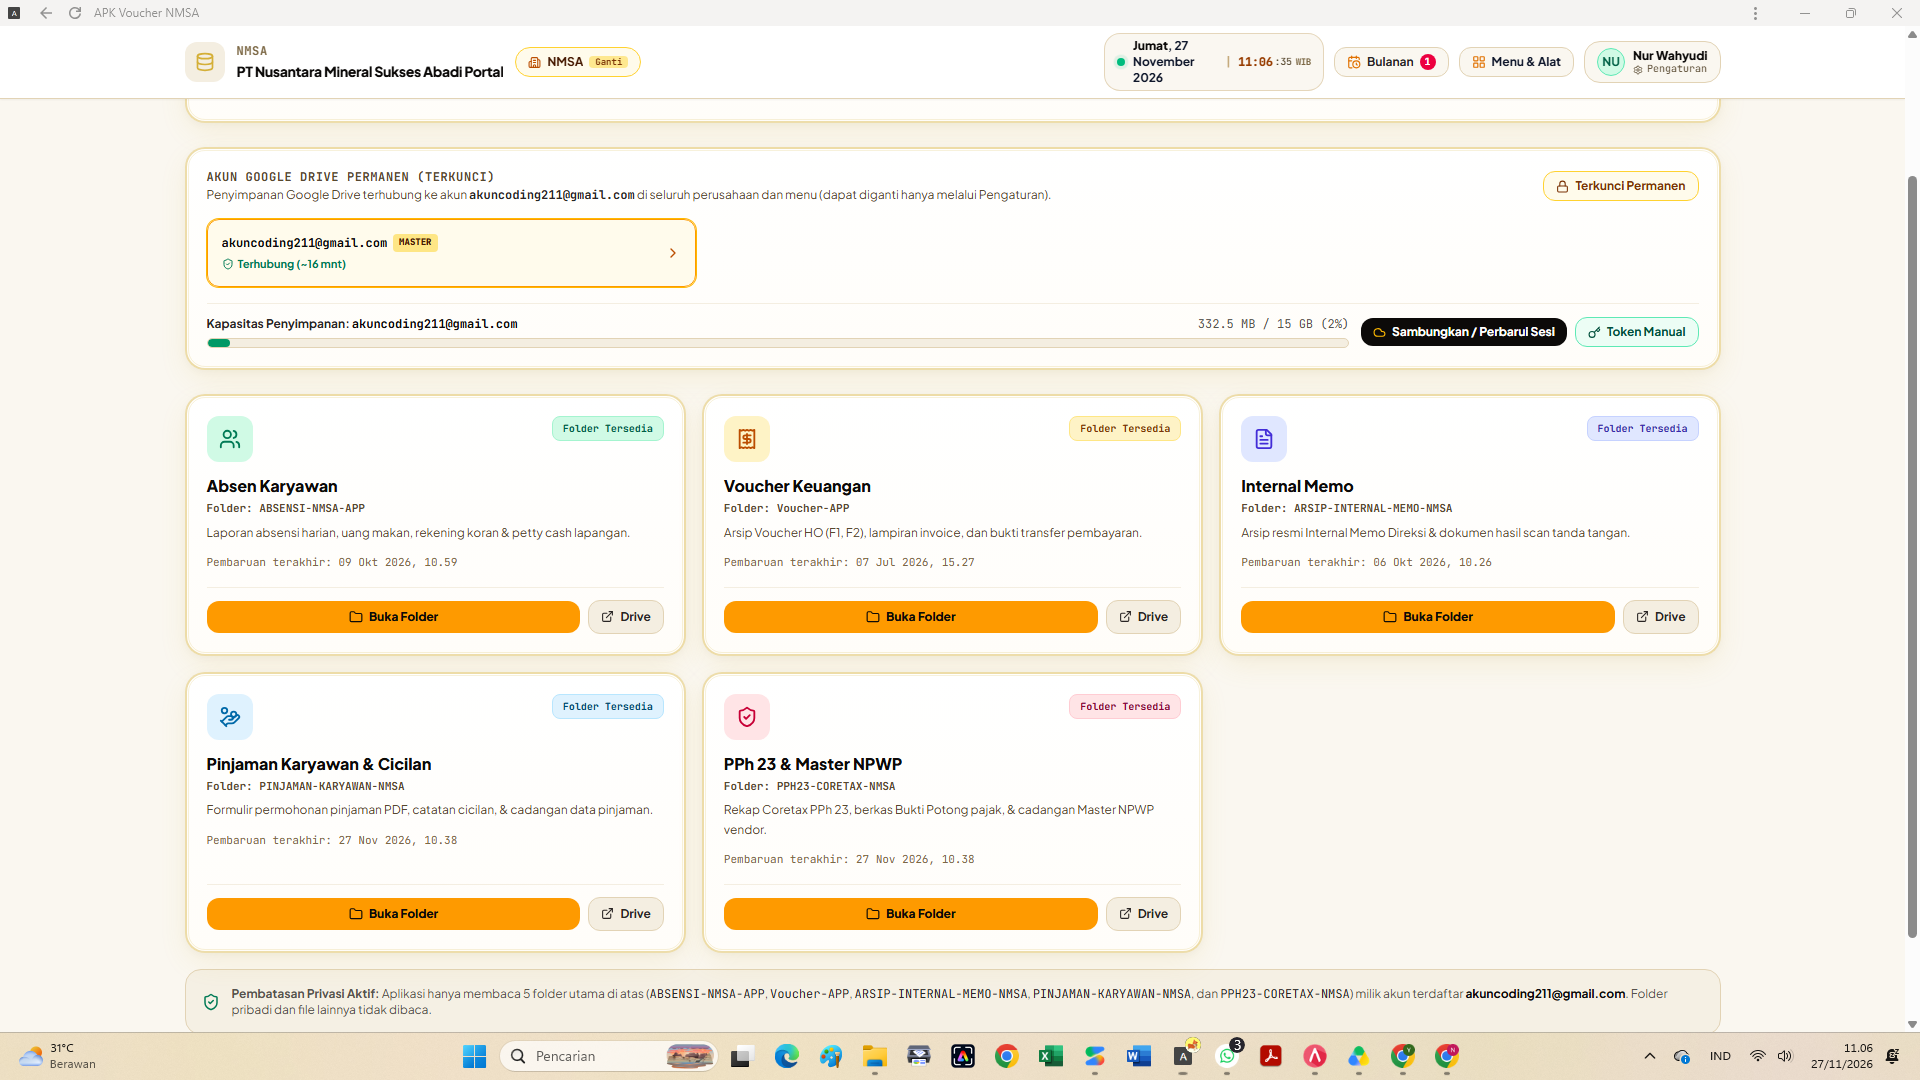 APK Voucher NMSA
NMSA
PT Nusantara Mineral Sukses Abadi Portal
NMSA Ganti
Jumat, 27 November 2026 | 11:06:35 WIB
Bulanan 1
Menu & Alat
NU
Nur Wahyudi
Pengaturan
AKUN GOOGLE DRIVE PERMANEN (TERKUNCI)
Penyimpanan Google Drive terhubung ke akun akuncoding211@gmail.com di seluruh perusahaan dan menu (dapat diganti hanya melalui Pengaturan).
Terkunci Permanen
akuncoding211@gmail.com MASTER
Terhubung (~16 mnt)
Kapasitas Penyimpanan: akuncoding211@gmail.com
332.5 MB / 15 GB (2%)
Sambungkan / Perbarui Sesi
Token Manual
Folder Tersedia
Absen Karyawan
Folder: ABSENSI-NMSA-APP
Laporan absensi harian, uang makan, rekening koran & petty cash lapangan.
Pembaruan terakhir: 09 Okt 2026, 10.59
Buka Folder
Drive
Folder Tersedia
Voucher Keuangan
Folder: Voucher-APP
Arsip Voucher HO (F1, F2), lampiran invoice, dan bukti transfer pembayaran.
Pembaruan terakhir: 07 Jul 2026, 15.27
Buka Folder
Drive
Folder Tersedia
Internal Memo
Folder: ARSIP-INTERNAL-MEMO-NMSA
Arsip resmi Internal Memo Direksi & dokumen hasil scan tanda tangan.
Pembaruan terakhir: 06 Okt 2026, 10.26
Buka Folder
Drive
Folder Tersedia
Pinjaman Karyawan & Cicilan
Folder: PINJAMAN-KARYAWAN-NMSA
Formulir permohonan pinjaman PDF, catatan cicilan, & cadangan data pinjaman.
Pembaruan terakhir: 27 Nov 2026, 10.38
Buka Folder
Drive
Folder Tersedia
PPh 23 & Master NPWP
Folder: PPH23-CORETAX-NMSA
Rekap Coretax PPh 23, berkas Bukti Potong pajak, & cadangan Master NPWP
vendor.
Pembaruan terakhir: 27 Nov 2026, 10.38
Buka Folder
Drive
Pembatasan Privasi Aktif: Aplikasi hanya membaca 5 folder utama di atas (ABSENSI-NMSA-APP, Voucher-APP, ARSIP-INTERNAL-MEMO-NMSA, PINJAMAN-KARYAWAN-NMSA, dan PPH23-CORETAX-NMSA) milik akun terdaftar akuncoding211@gmail.com. Folder
pribadi dan file lainnya tidak dibaca.
31°C
Berawan
Pencarian
3
IND
11.06
27/11/2026